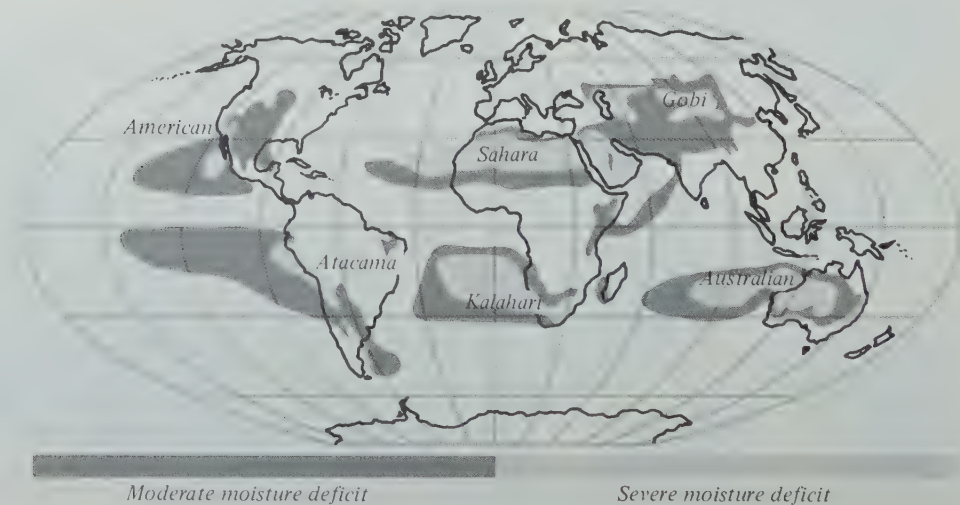 American
Gobi
Sahara
Atacama
Kalahari
Australian
Moderate moisture deficit
Severe moisture deficit